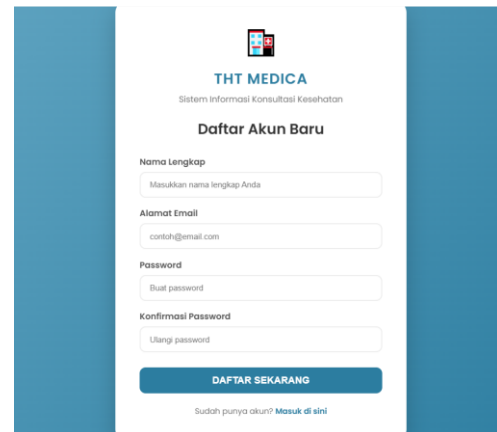 THT MEDICA
Sistem Informasi Konsultasi Kesehatan
Daftar Akun Baru
Nama Lengkap
Masukkan nama lengkap Anda
Alamat Email
contoh@email.com
Password
Buat password
Konfirmasi Password
Ulangi password
DAFTAR SEKARANG
Sudah punya akun? Masuk di sini